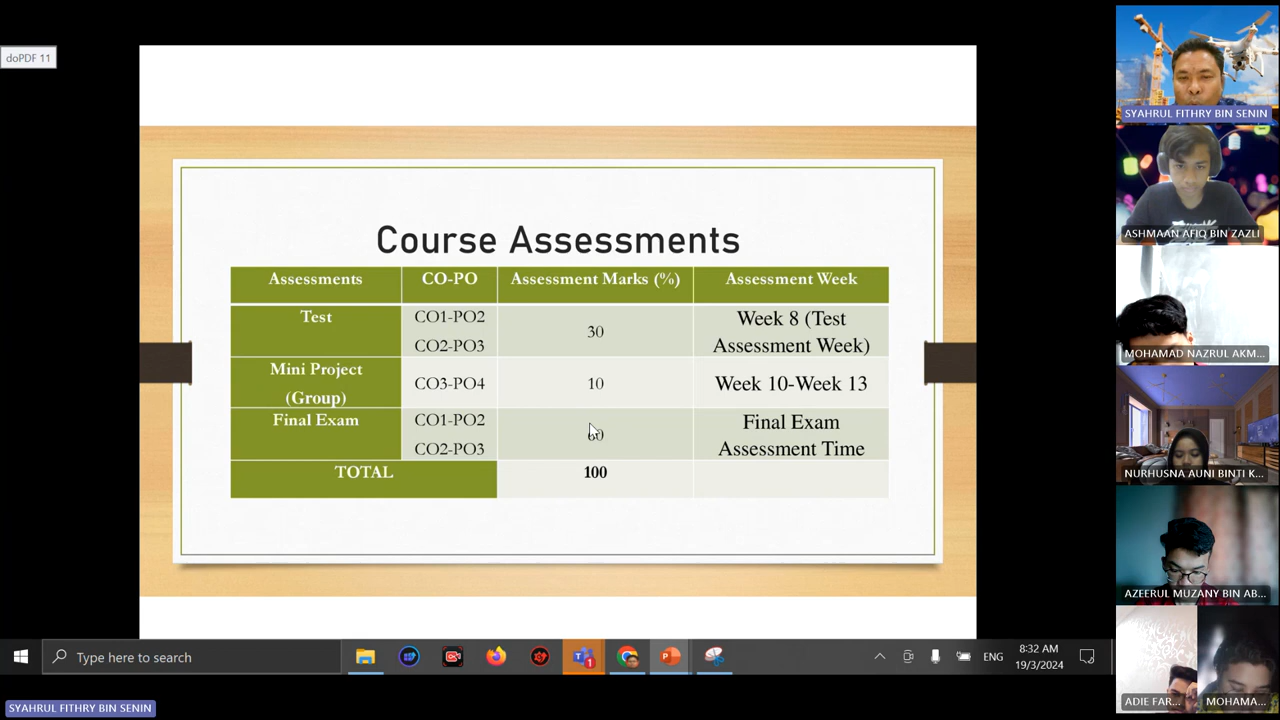 doPDF 11
Course Assessments
Assessments CO-PO Assessment Marks (%) Assessment Week
Test CO1-PO2 CO2-PO3 30 Week 8 (Test Assessment Week)
Mini Project (Group) CO3-PO4 10 Week 10-Week 13
Final Exam CO1-PO2 CO2-PO3 60 Final Exam Assessment Time
TOTAL 100
SYAHRUL FITHRY BIN SENIN
ASHMAAN AFIQ BIN ZAZLI
MOHAMAD NAZRUL AKM...
NURHUSNA AUNI BINTI K...
AZEERUL MUZANY BIN AB...
ADIE FAR...
MOHAMA...
Type here to search
1
ENG
8:32 AM
19/3/2024
SYAHRUL FITHRY BIN SENIN